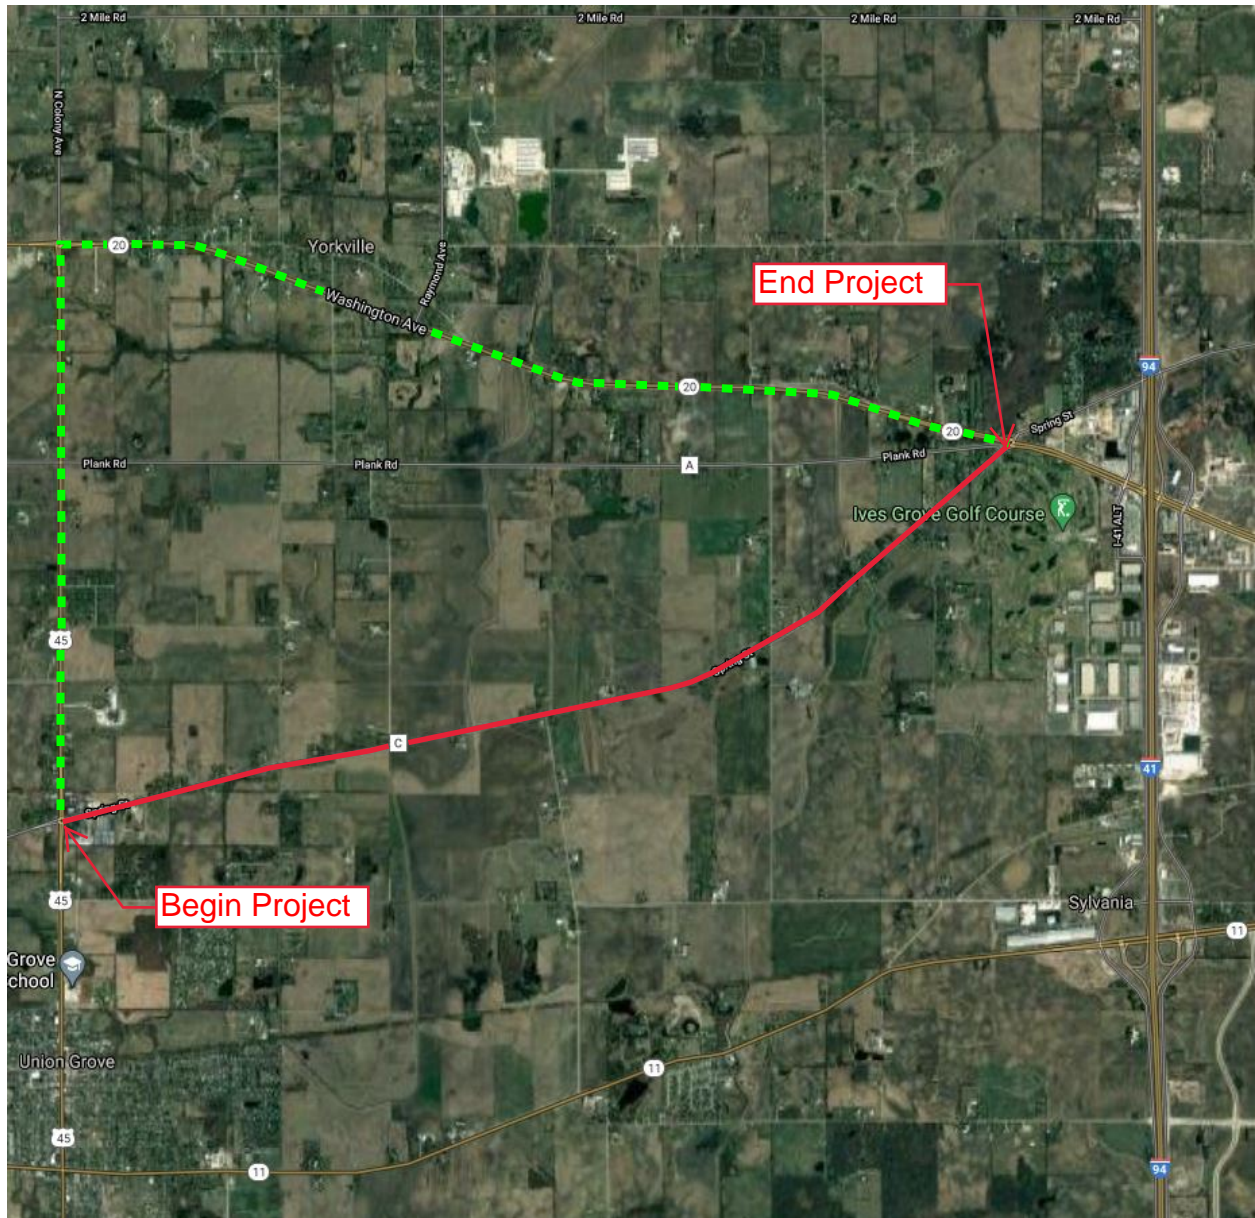 2 Mile Rd
2 Mile Rd
2 Mile Rd
2 Mile Rd
N Colony Ave
20
Yorkville
Raymond Ave
Washington Ave
End Project
94
20
20
Spring St
Plank Rd
Plank Rd
A
Plank Rd
Ives Grove Golf Course
I-41 ALT
45
Spring St
C
41
Spring St
Begin Project
45
Sylvania
11
Grove
chool
Union Grove
11
45
11
94